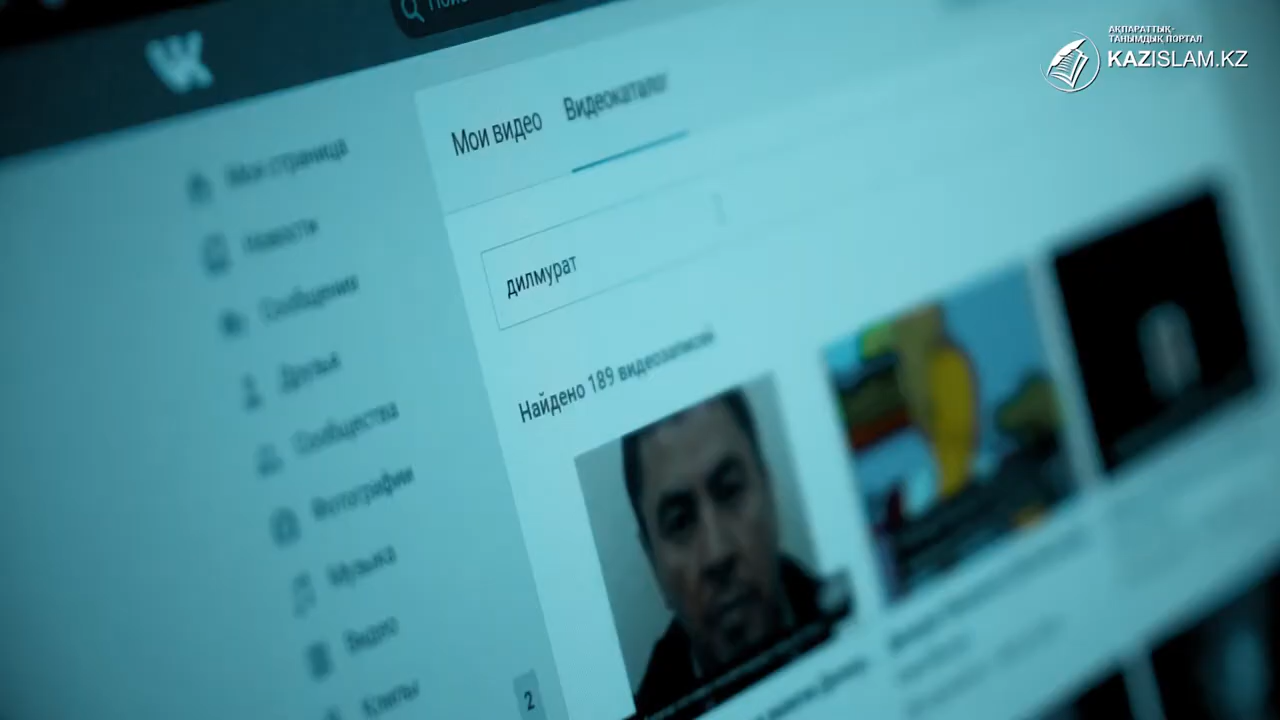 АҚПАРАТТЫҚ-
ТАНЫМДЫҚ ПОРТАЛ
KAZISLAM.KZ
Мои видео
Видеокаталог
дилмурат
Найдено 189 видеозаписей
Моя страница
Новости
Сообщения
Друзья
Сообщества
Фотографии
Музыка
Видео
2